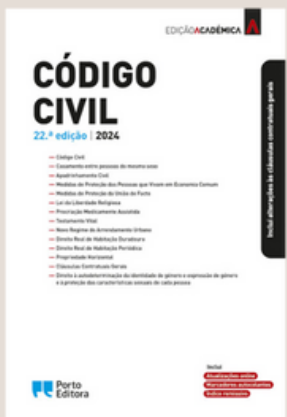 EDIÇÃO ACADÉMICA A
CÓDIGO
CIVIL
22.ª edição | 2024
Inclui alterações às cláusulas contratuais gerais
— Código Civil
— Casamento entre pessoas do mesmo sexo
— Apadrinhamento Civil
— Medidas de Proteção das Pessoas que Vivam em Economia Comum
— Medidas de Proteção da União de Facto
— Lei da Liberdade Religiosa
— Procriação Medicamente Assistida
— Testamento Vital
— Novo Regime do Arrendamento Urbano
— Direito Real de Habitação Duradoura
— Direito Real de Habitação Periódica
— Propriedade Horizontal
— Cláusulas Contratuais Gerais
— Direito à autodeterminação da identidade de género e expressão de género
e à proteção das características sexuais de cada pessoa
Inclui
Atualizações online
Marcadores autocolantes
Índice remissivo
Porto
Editora